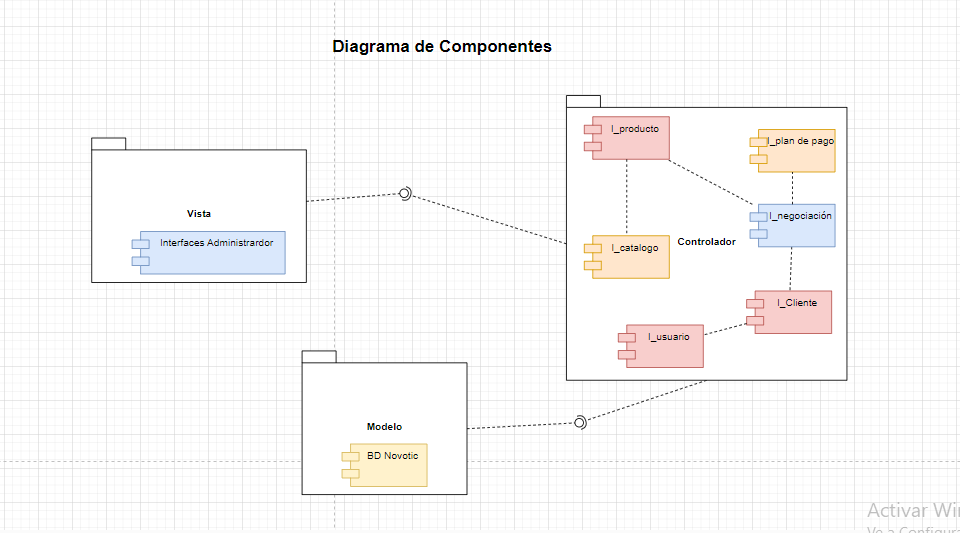 Diagrama de Componentes
Vista
Interfaces Administrardor
I_producto
I_plan de pago
I_negociación
I_catalogo
Controlador
I_Cliente
I_usuario
Modelo
BD Novotic
Activar Win
Ve a Configura